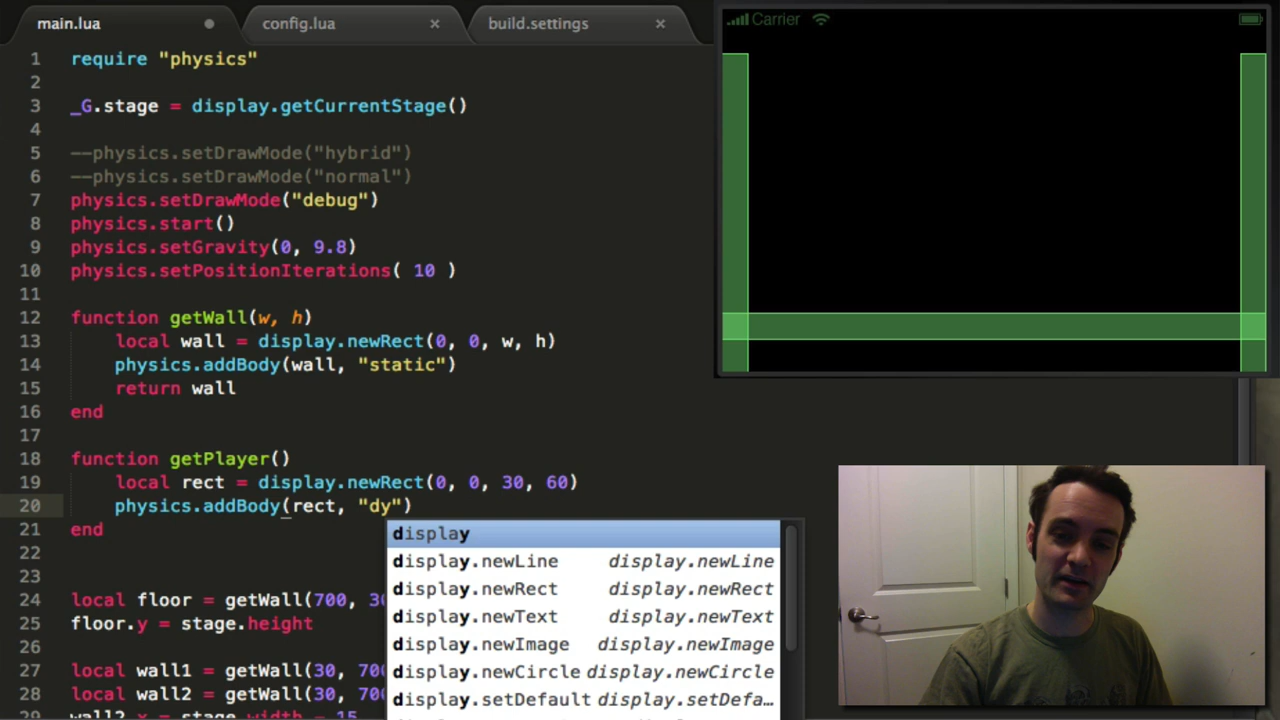 main.lua
config.lua
build.settings
Carrier
1 require "physics"
2
3 _G.stage = display.getCurrentStage()
4
5 --physics.setDrawMode("hybrid")
6 --physics.setDrawMode("normal")
7 physics.setDrawMode("debug")
8 physics.start()
9 physics.setGravity(0, 9.8)
10 physics.setPositionIterations( 10 )
11
12 function getWall(w, h)
13 local wall = display.newRect(0, 0, w, h)
14 physics.addBody(wall, "static")
15 return wall
16 end
17
18 function getPlayer()
19 local rect = display.newRect(0, 0, 30, 60)
20 physics.addBody(rect, "dy")
21 end
22
23
24 local floor = getWall(700, 30
25 floor.y = stage.height
26
27 local wall1 = getWall(30, 700
28 local wall2 = getWall(30, 700
29 wall2.x = stage.width - 15
display
display.newLine display.newLine
display.newRect display.newRect
display.newText display.newText
display.newImage display.newImage
display.newCircle display.newCircle
display.setDefault display.setDefa…